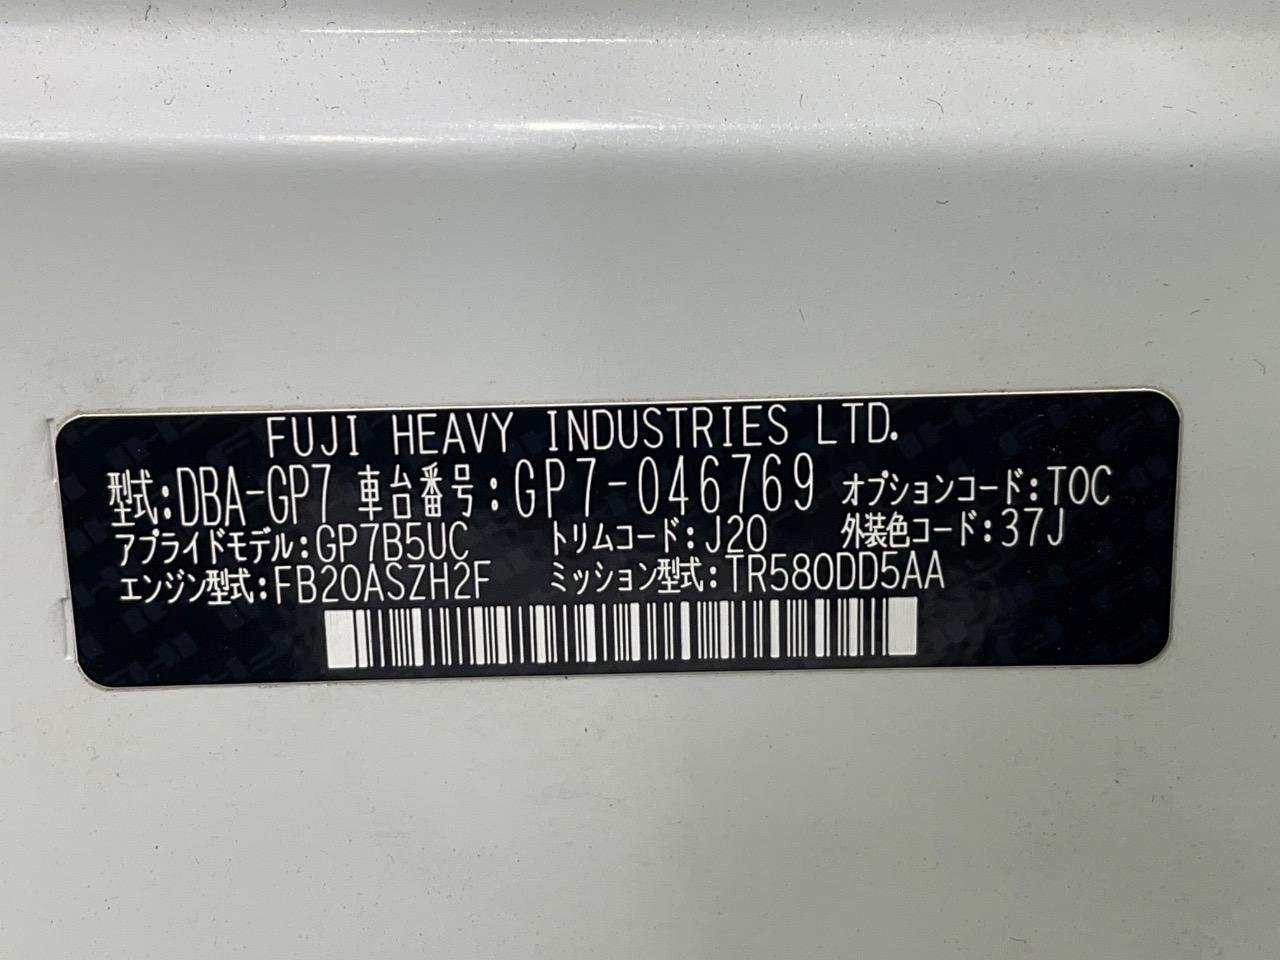 FUJI HEAVY INDUSTRIES LTD.
型式:DBA-GP7 車台番号:GP7-046769 オプションコード:TOC
アプライドモデル:GP7B5UC トリムコード:J20 外装色コード:37J
エンジン型式:FB20ASZH2F ミッション型式:TR580DD5AA